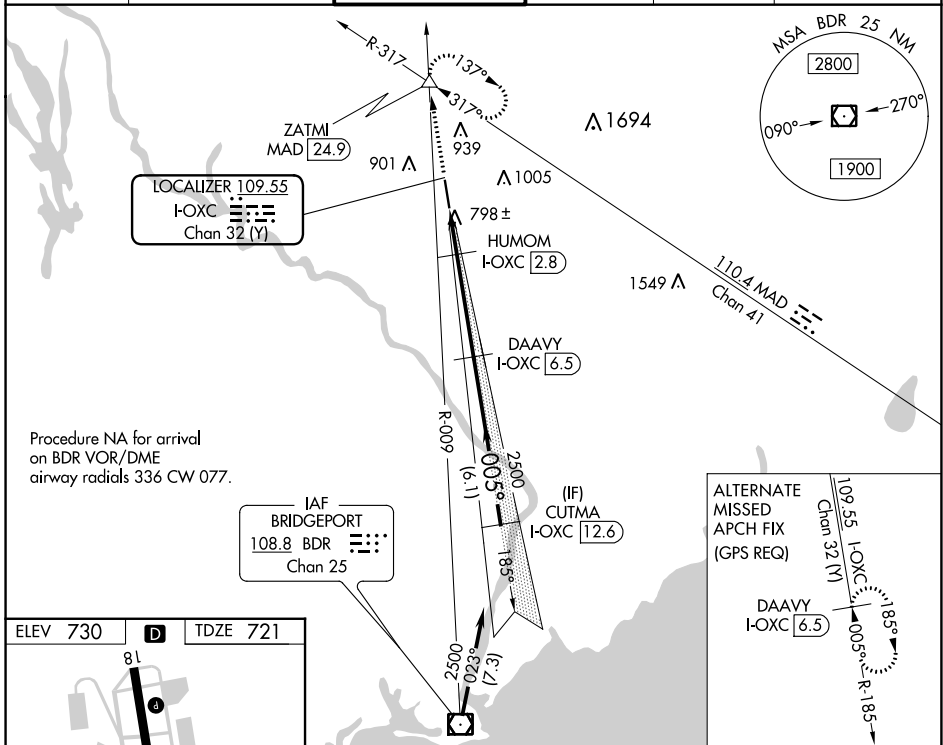 R-317
137°
317°
ZATMI
MAD 24.9
939
901
1694
1005
MSA BDR 25 NM
2800
090°
270°
1900
LOCALIZER 109.55
I-OXC
Chan 32 (Y)
798 ±
HUMOM
I-OXC 2.8
1549
110.4 MAD
Chan 41
DAAVY
I-OXC 6.5
R-009
2500
005°
(6.1)
Procedure NA for arrival
on BDR VOR/DME
airway radials 336 CW 077.
(IF)
CUTMA
I-OXC 12.6
185°
IAF
BRIDGEPORT
108.8 BDR
Chan 25
2500
023°
(7.3)
ALTERNATE
MISSED
APCH FIX
(GPS REQ)
109.55 I-OXC
Chan 32 (Y)
DAAVY
I-OXC 6.5
185°
005°
R-185
ELEV 730
D
TDZE 721
18
P